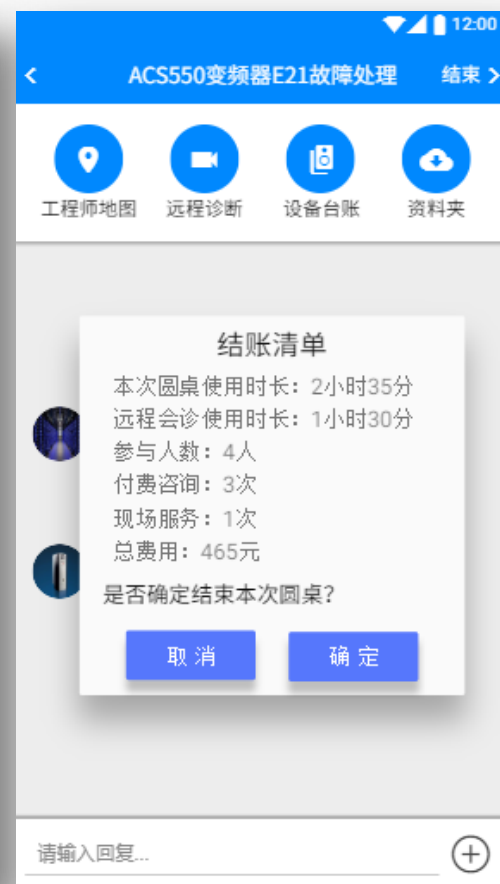 12:00
ACS550变频器E21故障处理 结束
工程师地图 远程诊断 设备台账 资料夹
结账清单
本次圆桌使用时长：2小时35分
远程会诊使用时长：1小时30分
参与人数：4人
付费咨询：3次
现场服务：1次
总费用：465元
是否确定结束本次圆桌？
取消 确定
请输入回复...